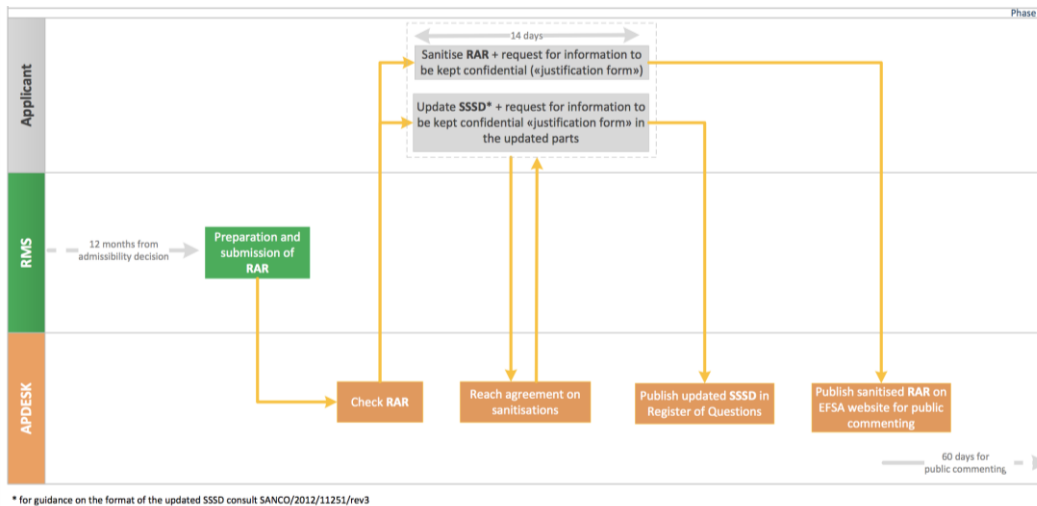 Phase
Applicant
14 days
Sanitise RAR + request for information to
be kept confidential («justification form»)
Update SSSD* + request for information to
be kept confidential «justification form» in
the updated parts
RMS
12 months from
admissibility decision
Preparation and
submission of
RAR
APDESK
Check RAR
Reach agreement on
sanitisations
Publish updated SSSD in
Register of Questions
Publish sanitised RAR on
EFSA website for public
commenting
60 days for
public commenting
* for guidance on the format of the updated SSSD consult SANCO/2012/11251/rev3